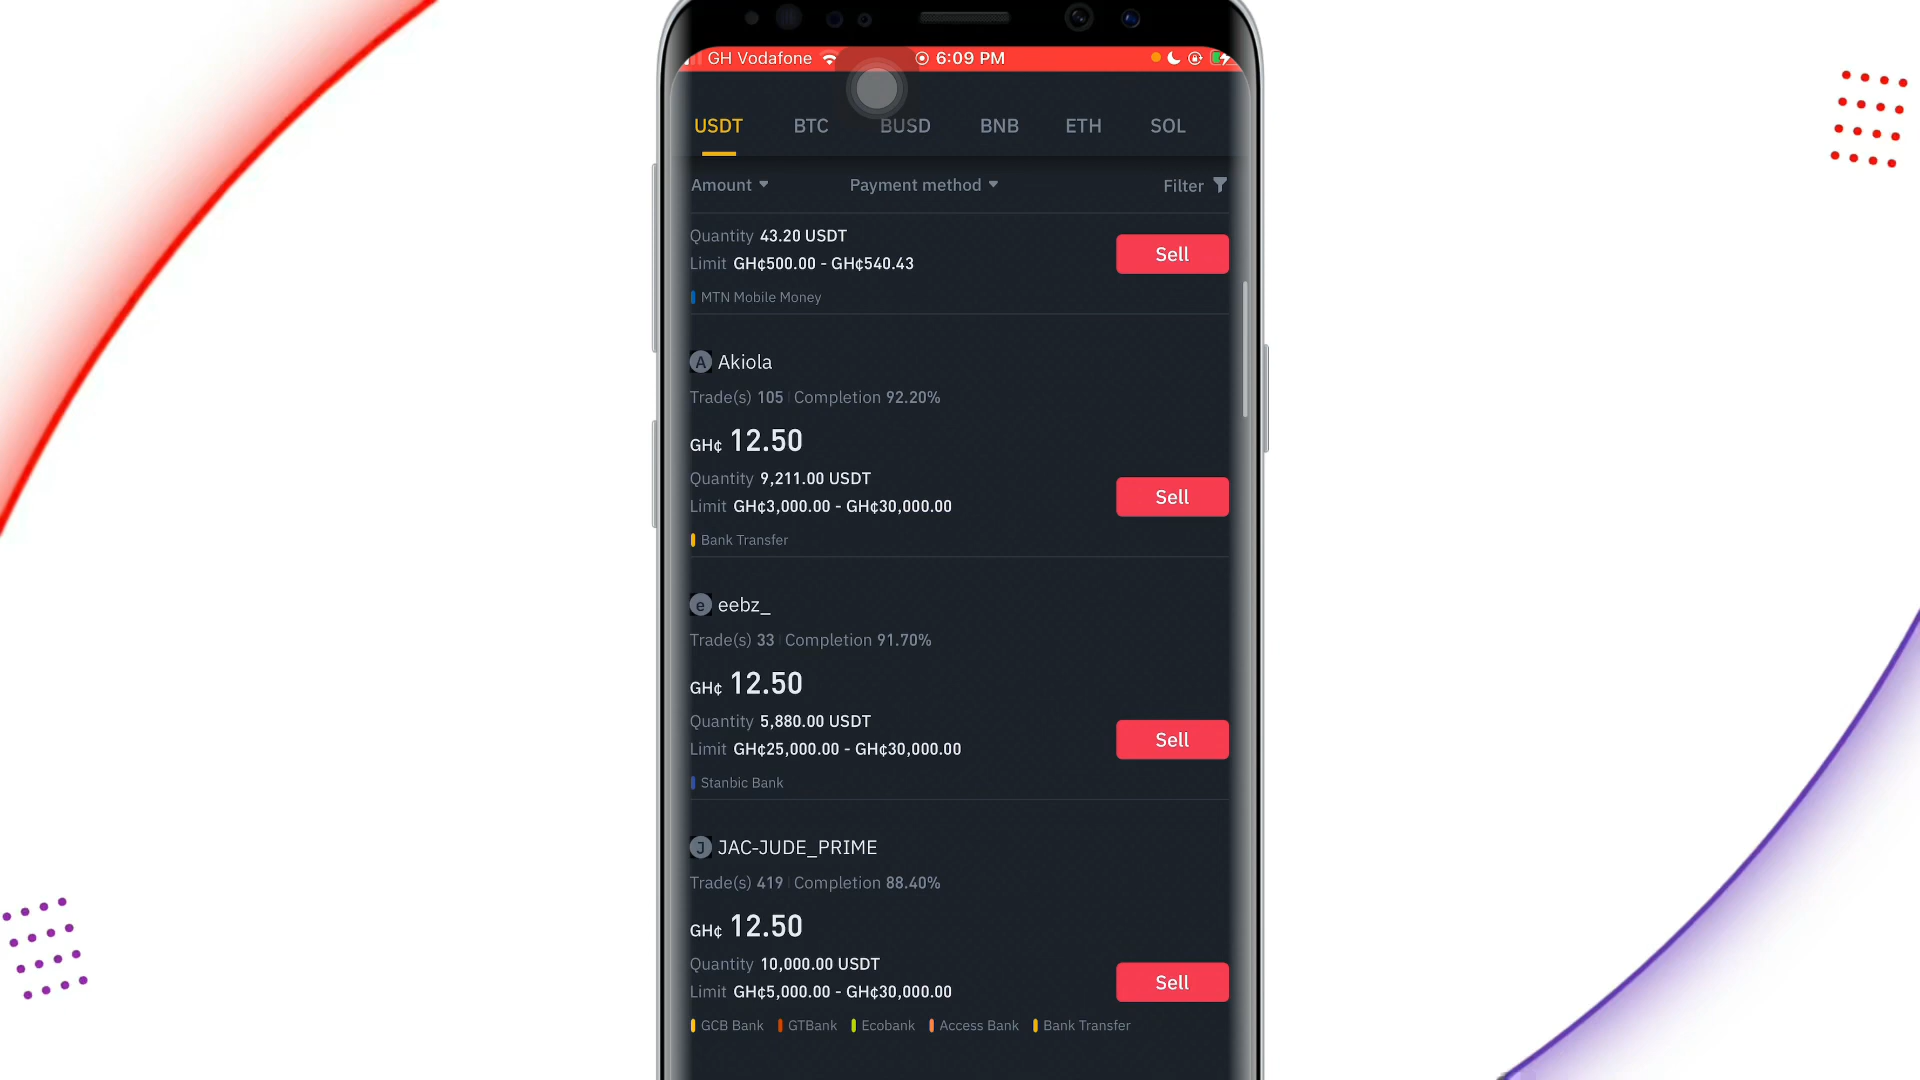 GH Vodafone 6:09 PM
USDT BTC BUSD BNB ETH SOL
Amount Payment method Filter
Quantity 43.20 USDT
Limit GH¢500.00 - GH¢540.43
Sell
MTN Mobile Money
A Akiola
Trade(s) 105 Completion 92.20%
GH¢ 12.50
Quantity 9,211.00 USDT
Limit GH¢3,000.00 - GH¢30,000.00
Sell
Bank Transfer
e eebz_
Trade(s) 33 Completion 91.70%
GH¢ 12.50
Quantity 5,880.00 USDT
Limit GH¢25,000.00 - GH¢30,000.00
Sell
Stanbic Bank
J JAC-JUDE_PRIME
Trade(s) 419 Completion 88.40%
GH¢ 12.50
Quantity 10,000.00 USDT
Limit GH¢5,000.00 - GH¢30,000.00
Sell
GCB Bank GTBank Ecobank Access Bank Bank Transfer